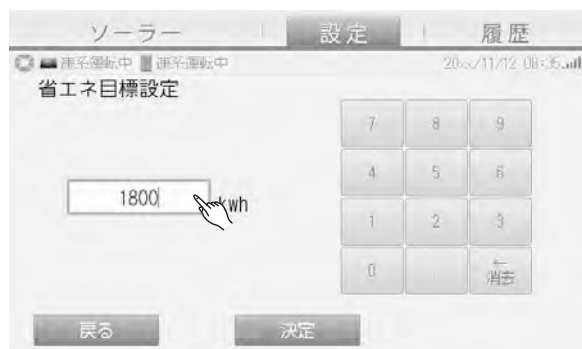 ソーラー 設定 履歴
連系運転中 連系運転中 20××/11/12 08:35
省エネ目標設定
7 8 9
4 5 6
1800 kwh
1 2 3
0 . ←
消去
戻る 決定